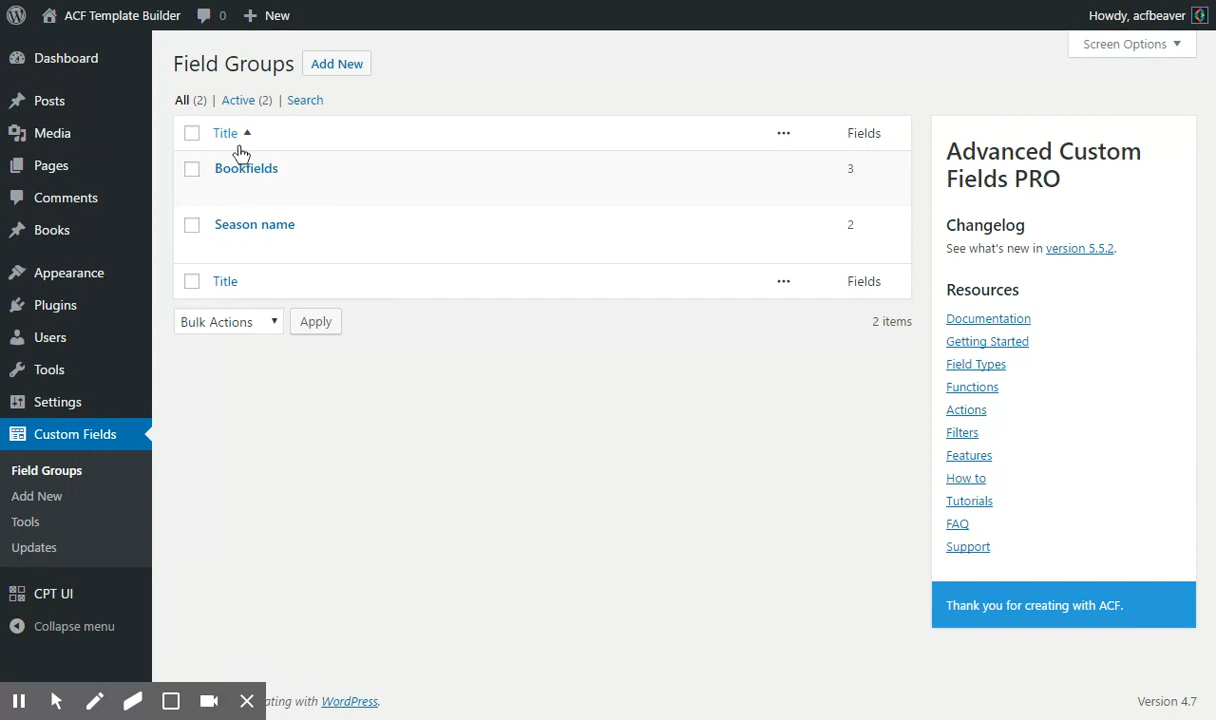 ACF Template Builder
0
New
Howdy, acfbeaver
Dashboard
Posts
Media
Pages
Comments
Books
Appearance
Plugins
Users
Tools
Settings
Custom Fields
Field Groups
Add New
Tools
Updates
CPT UI
Collapse menu
Screen Options
Field Groups
Add New
All (2) | Active (2) | Search
Title
Fields
Bookfields
3
Season name
2
Title
Fields
Bulk Actions
Apply
2 items
Advanced Custom
Fields PRO
Changelog
See what's new in version 5.5.2.
Resources
Documentation
Getting Started
Field Types
Functions
Actions
Filters
Features
How to
Tutorials
FAQ
Support
Thank you for creating with ACF.
ating with WordPress.
Version 4.7